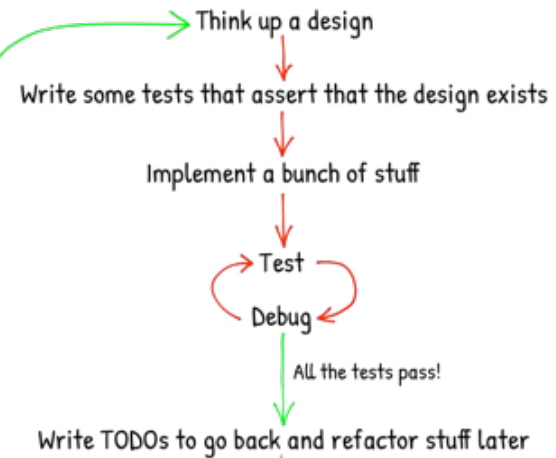 Think up a design
Write some tests that assert that the design exists
Implement a bunch of stuff
Test
Debug
All the tests pass!
Write TODOs to go back and refactor stuff later